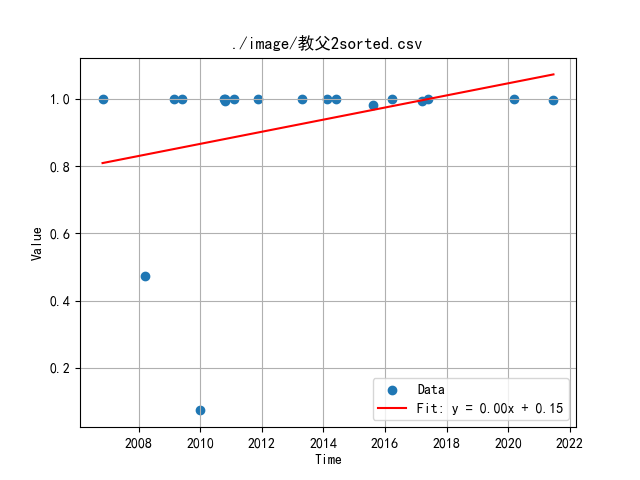 ./image/教父2sorted.csv
Value
1.0
0.8
0.6
0.4
0.2
Data
Fit: y = 0.00x + 0.15
2008 2010 2012 2014 2016 2018 2020 2022
Time